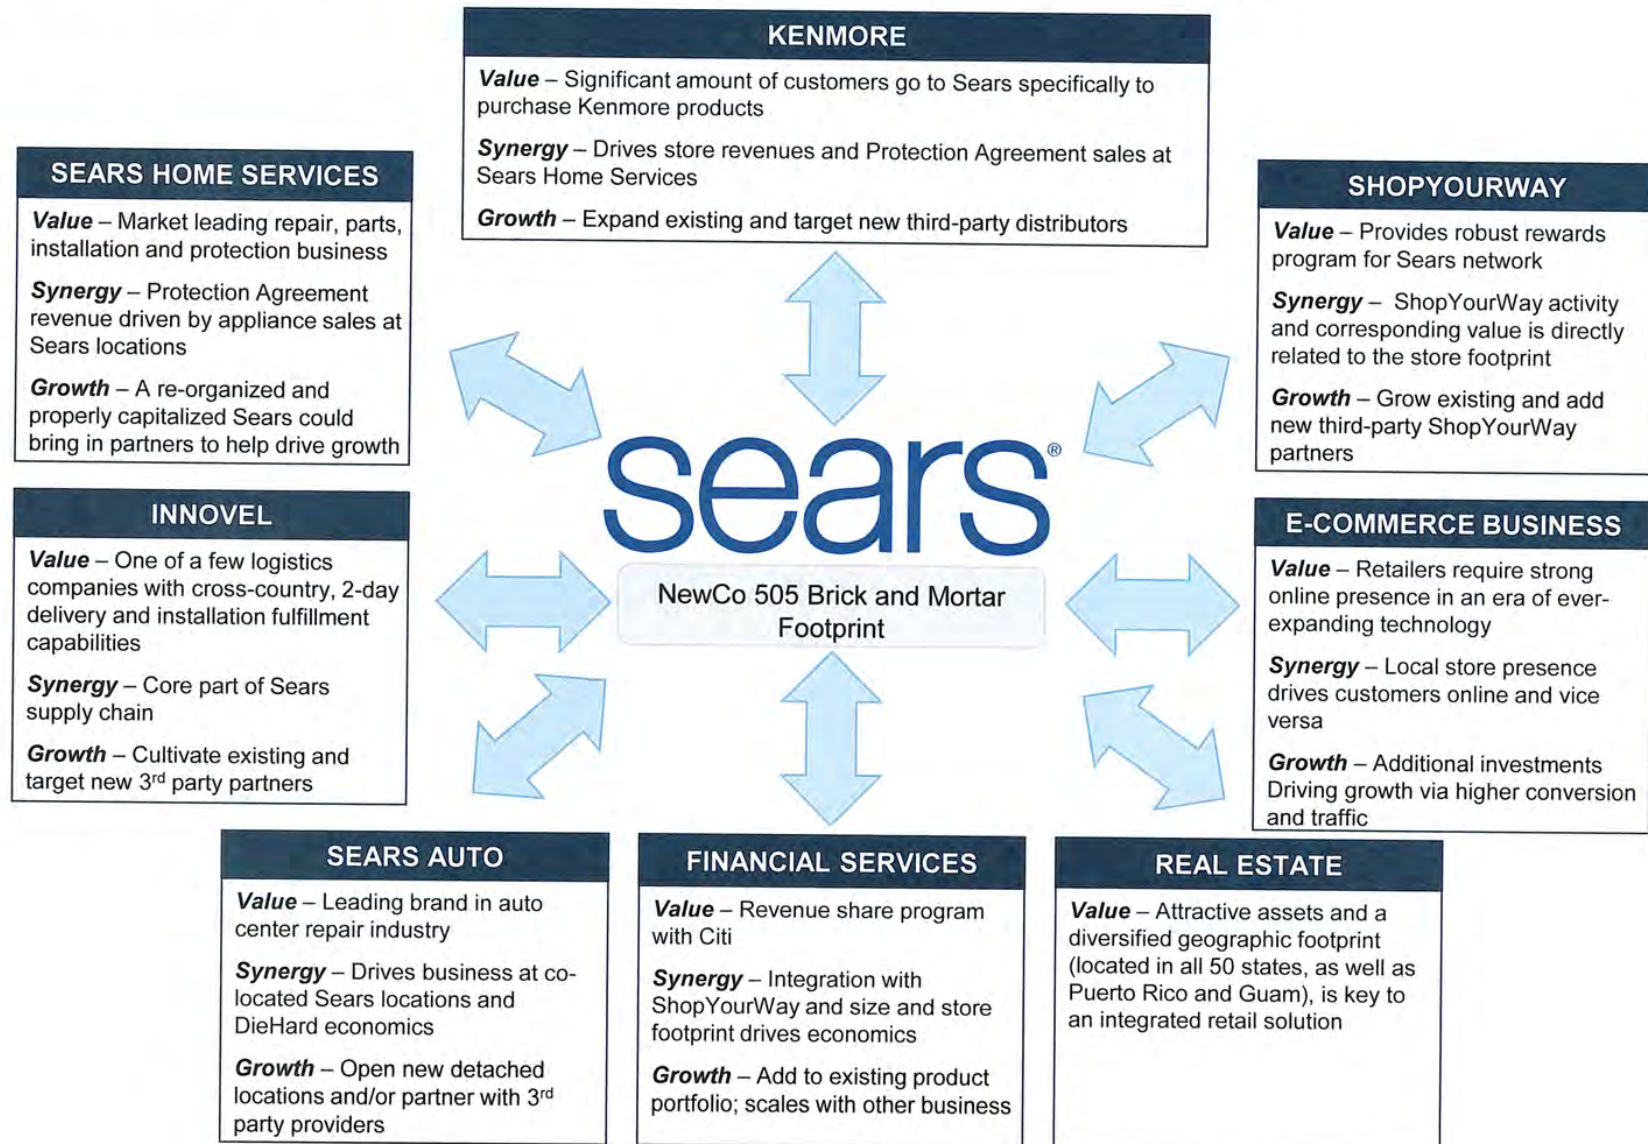 KENMORE
Value – Significant amount of customers go to Sears specifically to
purchase Kenmore products
Synergy – Drives store revenues and Protection Agreement sales at
Sears Home Services
Growth – Expand existing and target new third-party distributors
SEARS HOME SERVICES
Value – Market leading repair, parts,
installation and protection business
Synergy – Protection Agreement
revenue driven by appliance sales at
Sears locations
Growth – A re-organized and
properly capitalized Sears could
bring in partners to help drive growth
SHOPYOURWAY
Value – Provides robust rewards
program for Sears network
Synergy – ShopYourWay activity
and corresponding value is directly
related to the store footprint
Growth – Grow existing and add
new third-party ShopYourWay
partners
sears®
NewCo 505 Brick and Mortar
Footprint
INNOVEL
Value – One of a few logistics
companies with cross-country, 2-day
delivery and installation fulfillment
capabilities
Synergy – Core part of Sears
supply chain
Growth – Cultivate existing and
target new 3rd party partners
E-COMMERCE BUSINESS
Value – Retailers require strong
online presence in an era of ever-
expanding technology
Synergy – Local store presence
drives customers online and vice
versa
Growth – Additional investments
Driving growth via higher conversion
and traffic
SEARS AUTO
Value – Leading brand in auto
center repair industry
Synergy – Drives business at co-
located Sears locations and
DieHard economics
Growth – Open new detached
locations and/or partner with 3rd
party providers
FINANCIAL SERVICES
Value – Revenue share program
with Citi
Synergy – Integration with
ShopYourWay and size and store
footprint drives economics
Growth – Add to existing product
portfolio; scales with other business
REAL ESTATE
Value – Attractive assets and a
diversified geographic footprint
(located in all 50 states, as well as
Puerto Rico and Guam), is key to
an integrated retail solution